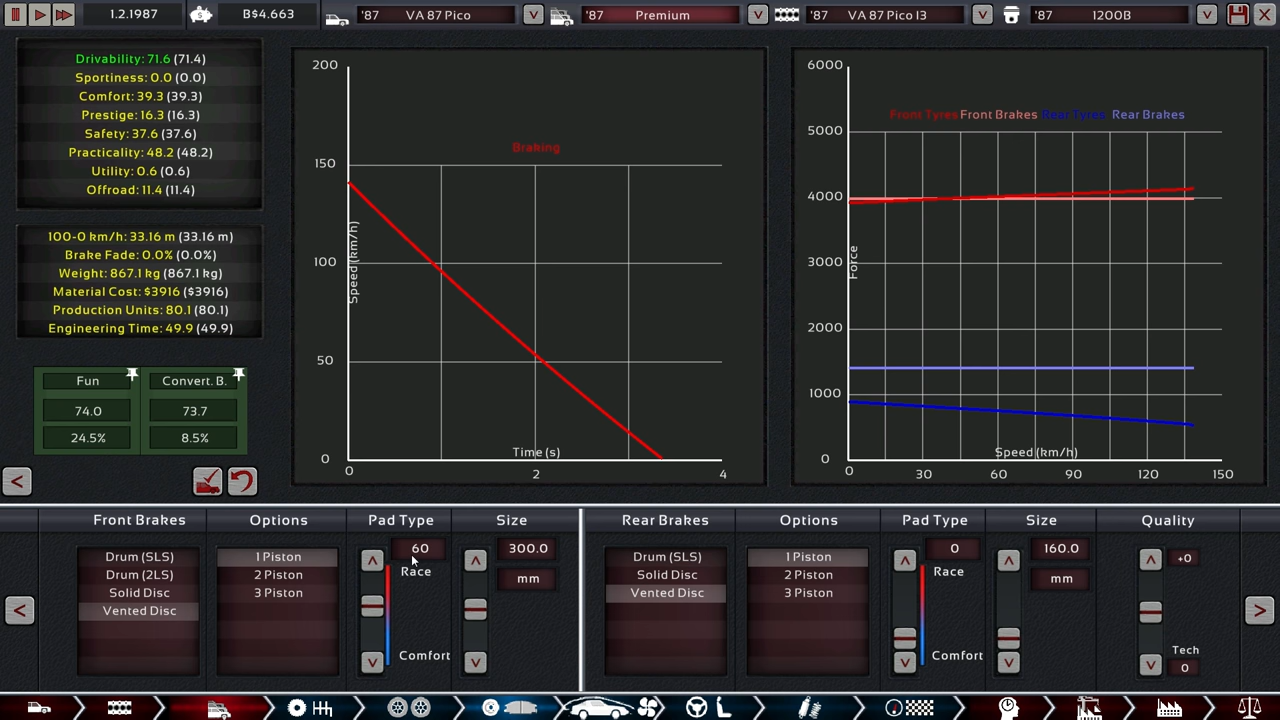 1.2.1987
B$4.663
'87 VA 87 Pico
'87 Premium
'87 VA 87 Pico I3
'87 1200B
Drivability: 71.6 (71.4)
Sportiness: 0.0 (0.0)
Comfort: 39.3 (39.3)
Prestige: 16.3 (16.3)
Safety: 37.6 (37.6)
Practicality: 48.2 (48.2)
Utility: 0.6 (0.6)
Offroad: 11.4 (11.4)
100-0 km/h: 33.16 m (33.16 m)
Brake Fade: 0.0% (0.0%)
Weight: 867.1 kg (867.1 kg)
Material Cost: $3916 ($3916)
Production Units: 80.1 (80.1)
Engineering Time: 49.9 (49.9)
Fun
Convert. B.
74.0
73.7
24.5%
8.5%
200
150
100
50
0
Braking
Speed (km/h)
Time (s)
0 2 4
6000
5000
4000
3000
2000
1000
0
Front Tyres Front Brakes Rear Tyres Rear Brakes
Force
Speed (km/h)
0 30 60 90 120 150
Front Brakes
Drum (SLS)
Drum (2LS)
Solid Disc
Vented Disc
Options
1 Piston
2 Piston
3 Piston
Pad Type
60
Race
Comfort
Size
300.0
mm
Rear Brakes
Drum (SLS)
Solid Disc
Vented Disc
Options
1 Piston
2 Piston
3 Piston
Pad Type
0
Race
Comfort
Size
160.0
mm
Quality
+0
Tech
0